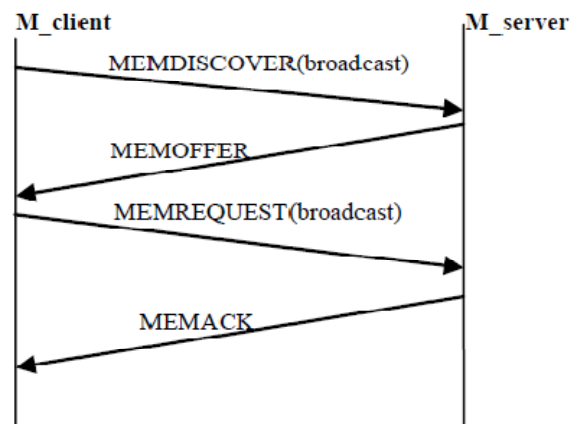 M_client
M_server
MEMDISCOVER(broadcast)
MEMOFFER
MEMREQUEST(broadcast)
MEMACK